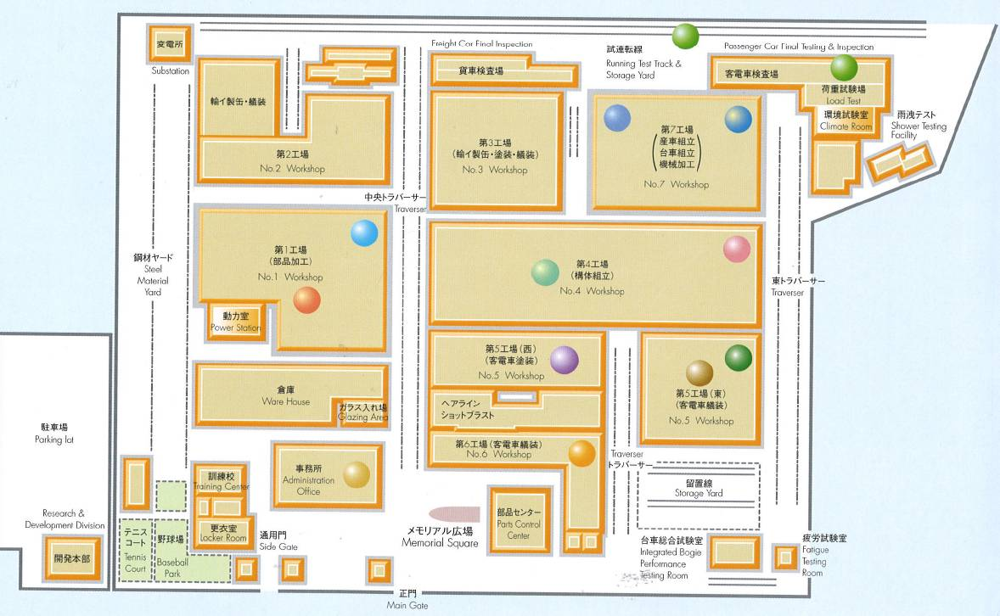 変電所
Substation
Freight Car Final Inspection
貨車検査場
試運転線
Running Test Track &
Storage Yard
Passenger Car Final Testing & Inspection
客電車検査場
荷重試験場
Load Test
環境試験室
Climate Room
雨洩テスト
Shower Testing
Facility
輸イ製缶・艤装
第2工場
No.2 Workshop
第3工場
(輸イ製缶・塗装・艤装)
No.3 Workshop
第7工場
産車組立
台車組立
機械加工
No.7 Workshop
中央トラバーサー
Traverser
鋼材ヤード
Steel
Material
Yard
第1工場
(部品加工)
No.1 Workshop
動力室
Power Station
第4工場
(構体組立)
No.4 Workshop
東トラバーサー
Traverser
第5工場(西)
(客電車塗装)
No.5 Workshop
ヘアライン
ショットブラスト
第5工場(東)
(客電車艤装)
No.5 Workshop
倉庫
Ware House
ガラス入れ場
Glazing Area
第6工場(客電車艤装)
No.6 Workshop
Traverser
トラバーサー
駐車場
Parking lat
事務所
Administration
Office
訓練校
Training Center
更衣室
Locker Room
留置線
Storage Yard
部品センター
Parts Control
Center
メモリアル広場
Memorial Square
Research &
Development Division
開発本部
テニス
コート
Tennis
Court
野球場
Baseball
Park
通用門
Side Gate
台車総合試験室
Integrated Bogie
Performance
Testing Room
疲労試験室
Fatigue
Testing
Room
正門
Main Gate